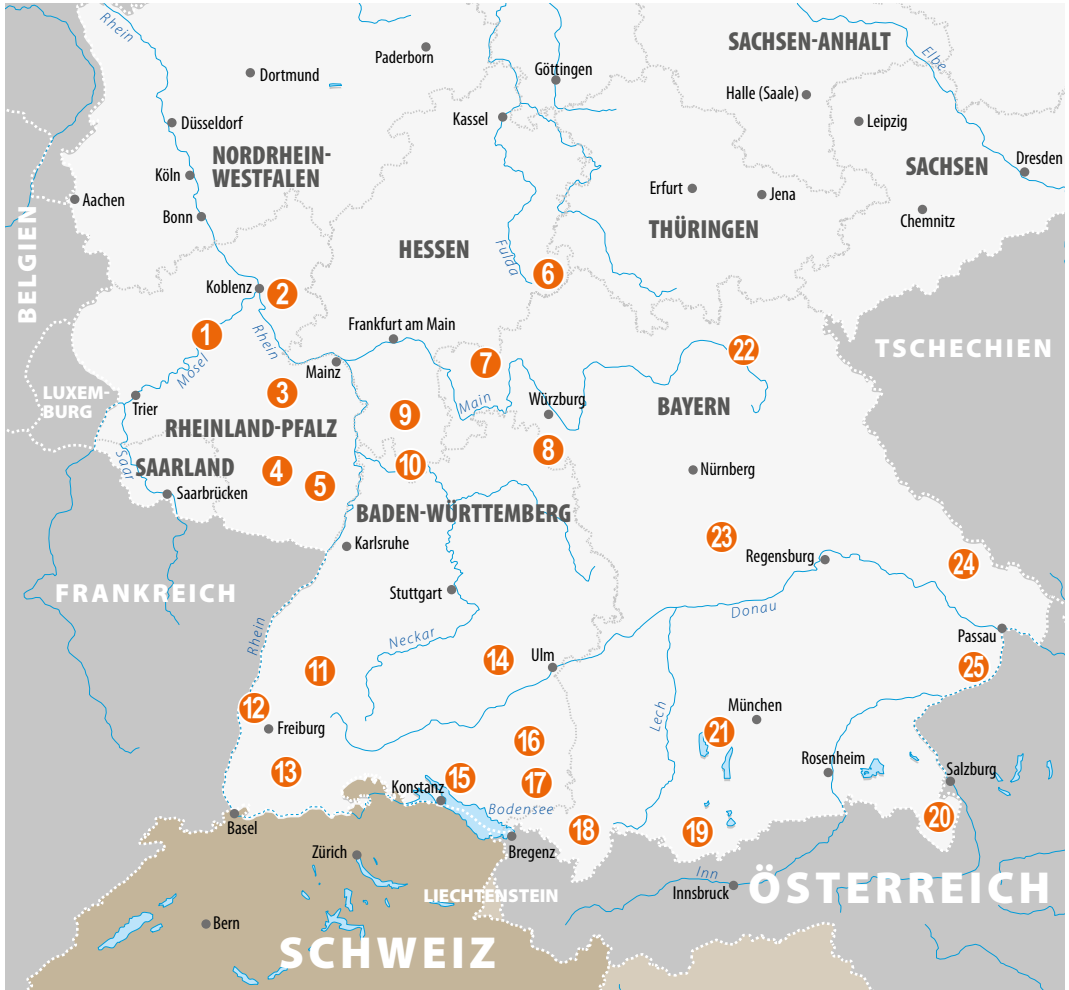 Rhein
Paderborn
SACHSEN-ANHALT
Elbe
Dortmund
Göttingen
Halle (Saale)
Kassel
Leipzig
Düsseldorf
NORDRHEIN-
WESTFALEN
SACHSEN
Dresden
Köln
Erfurt
Jena
Aachen
Chemnitz
Bonn
THÜRINGEN
BELGIEN
HESSEN
Fulda
6
Koblenz
2
1
Rhein
Frankfurt am Main
22
TSCHECHIEN
Mosel
Mainz
7
LUXEM-
BURG
Trier
3
Main
Würzburg
BAYERN
9
RHEINLAND-PFALZ
8
SAARLAND
Saar
4
10
Nürnberg
5
Saarbrücken
BADEN-WÜRTTEMBERG
Karlsruhe
23
Regensburg
24
FRANKREICH
Stuttgart
Donau
Rhein
Neckar
Passau
14
Ulm
25
11
12
Lech
München
Freiburg
21
16
13
15
17
Rosenheim
Salzburg
Konstanz
Bodensee
20
Basel
18
19
Bregenz
Zürich
Inn
Innsbruck
LIECHTENSTEIN
ÖSTERREICH
Bern
SCHWEIZ